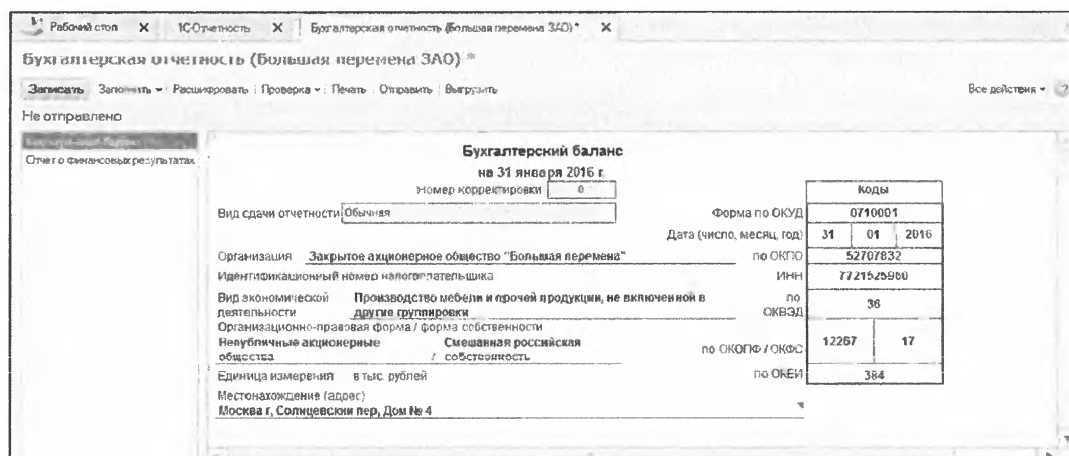 Рабочий стол X 1С-Отчетность X Бухгалтерская отчетность (Большая перемена ЗАО) * X
Бухгалтерская отчетность (Большая перемена ЗАО) *
Записать Заполнить Расшифровать Проверка Печать Отправить Выгрузить Все действия ?
Не отправлено
Бухгалтерский баланс
Отчет о финансовых результатах
Бухгалтерский баланс
на 31 января 2016 г.
Номер корректировки 0
Коды
Вид сдачи отчетности Обычная Форма по ОКУД 0710001
Дата (число, месяц, год) 31 01 2016
Организация Закрытое акционерное общество "Большая перемена" по ОКПО 52707832
Идентификационный номер налогоплательщика ИНН 7721525960
Вид экономической деятельности Производство мебели и прочей продукции, не включенной в другие группировки по ОКВЭД 36
Организационно-правовая форма / форма собственности
Непубличные акционерные общества / Смешанная российская собственность по ОКОПФ / ОКФС 12267 17
Единица измерения в тыс. рублей по ОКЕИ 384
Местонахождение (адрес)
Москва г, Солнцевский пер, Дом № 4